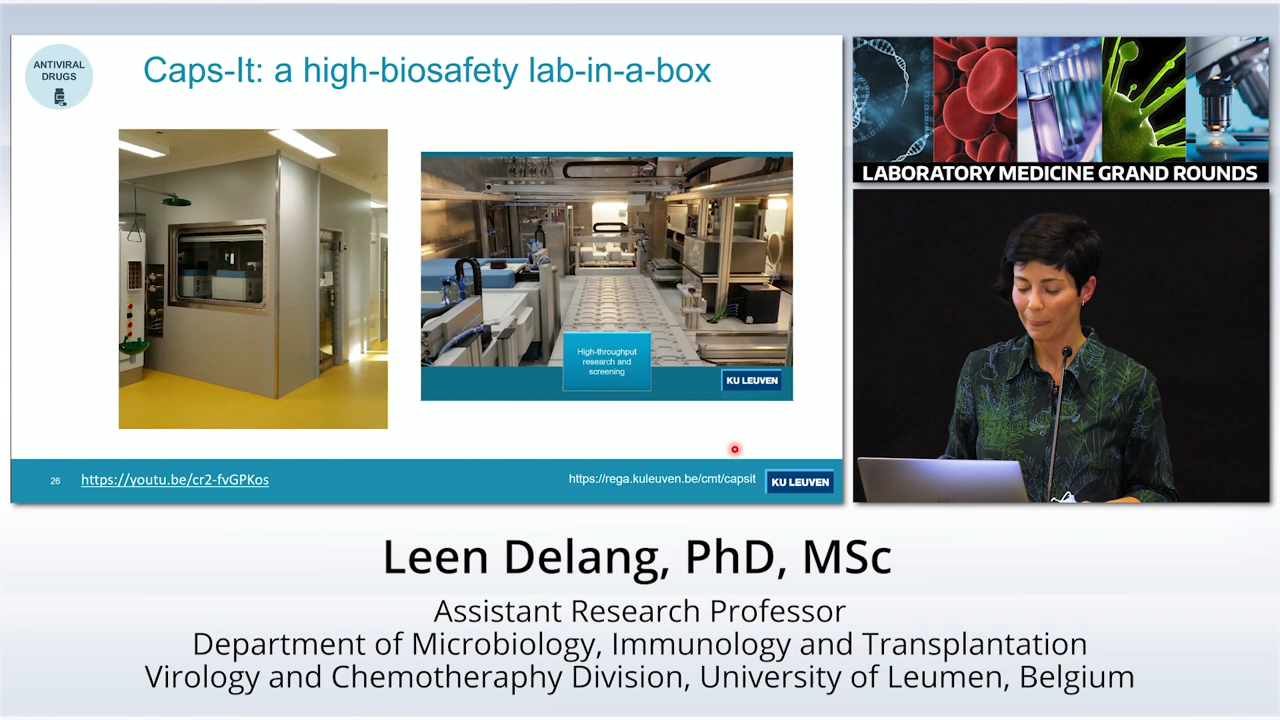 ANTIVIRAL
DRUGS
Caps-It: a high-biosafety lab-in-a-box
High-throughput
research and
screening
KU LEUVEN
26
https://youtu.be/cr2-fvGPKos
https://rega.kuleuven.be/cmt/capsit
KU LEUVEN
LABORATORY MEDICINE GRAND ROUNDS
Leen Delang, PhD, MSc
Assistant Research Professor
Department of Microbiology, Immunology and Transplantation
Virology and Chemotheraphy Division, University of Leumen, Belgium